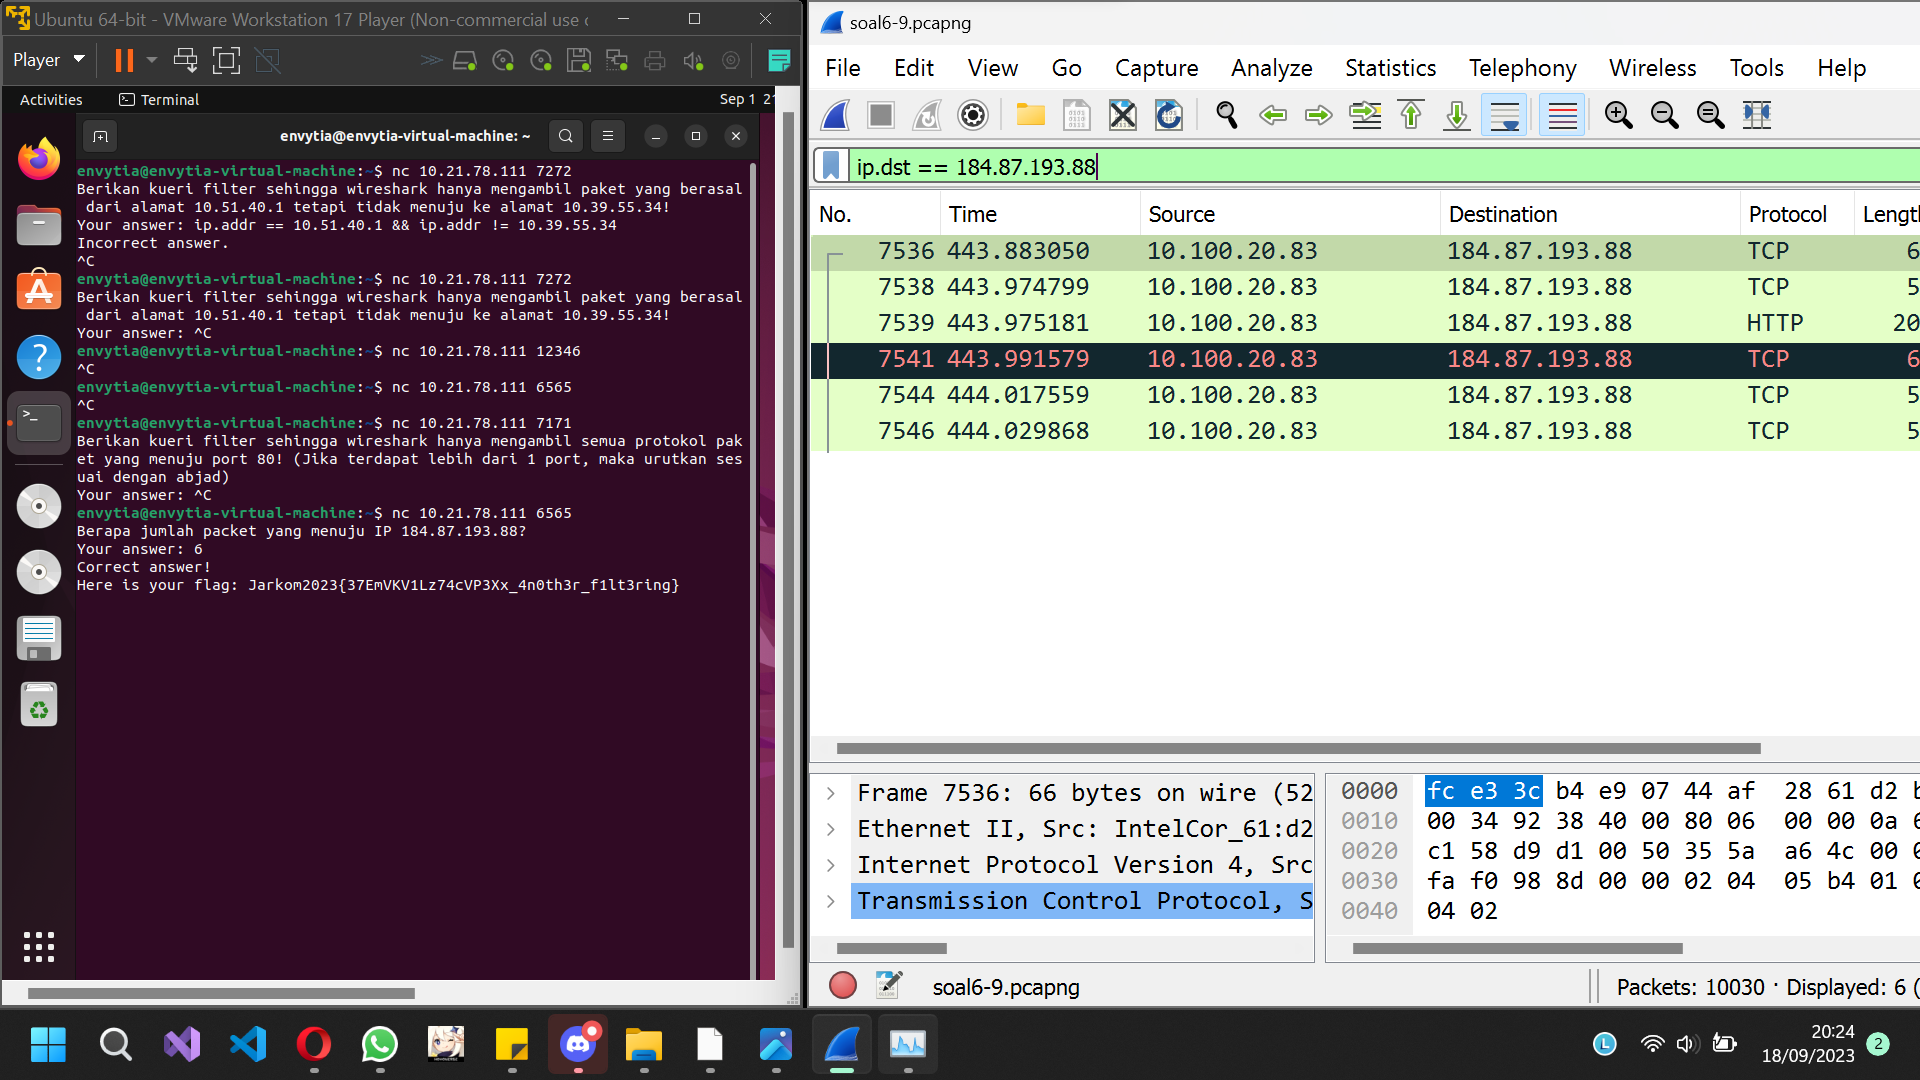 Ubuntu 64-bit - VMware Workstation 17 Player (Non-commercial use o
Player
Activities
Terminal
Sep 1 21
envytia@envytia-virtual-machine: ~
envytia@envytia-virtual-machine:~$ nc 10.21.78.111 7272
Berikan kueri filter sehingga wireshark hanya mengambil paket yang berasal
dari alamat 10.51.40.1 tetapi tidak menuju ke alamat 10.39.55.34!
Your answer: ip.addr == 10.51.40.1 && ip.addr != 10.39.55.34
Incorrect answer.
^C
envytia@envytia-virtual-machine:~$ nc 10.21.78.111 7272
Berikan kueri filter sehingga wireshark hanya mengambil paket yang berasal
dari alamat 10.51.40.1 tetapi tidak menuju ke alamat 10.39.55.34!
Your answer: ^C
envytia@envytia-virtual-machine:~$ nc 10.21.78.111 12346
^C
envytia@envytia-virtual-machine:~$ nc 10.21.78.111 6565
^C
envytia@envytia-virtual-machine:~$ nc 10.21.78.111 7171
Berikan kueri filter sehingga wireshark hanya mengambil semua protokol pak
et yang menuju port 80! (Jika terdapat lebih dari 1 port, maka urutkan ses
uai dengan abjad)
Your answer: ^C
envytia@envytia-virtual-machine:~$ nc 10.21.78.111 6565
Berapa jumlah packet yang menuju IP 184.87.193.88?
Your answer: 6
Correct answer!
Here is your flag: Jarkom2023{37EmVKV1Lz74cVP3Xx_4n0th3r_f1lt3ring}
soal6-9.pcapng
File Edit View Go Capture Analyze Statistics Telephony Wireless Tools Help
ip.dst == 184.87.193.88
No. Time Source Destination Protocol Lengt
7536 443.883050 10.100.20.83 184.87.193.88 TCP 6
7538 443.974799 10.100.20.83 184.87.193.88 TCP 5
7539 443.975181 10.100.20.83 184.87.193.88 HTTP 20
7541 443.991579 10.100.20.83 184.87.193.88 TCP 6
7544 444.017559 10.100.20.83 184.87.193.88 TCP 5
7546 444.029868 10.100.20.83 184.87.193.88 TCP 5
Frame 7536: 66 bytes on wire (52
Ethernet II, Src: IntelCor_61:d2
Internet Protocol Version 4, Src
Transmission Control Protocol, S
0000 fc e3 3c b4 e9 07 44 af 28 61 d2 b
0010 00 34 92 38 40 00 80 06 00 00 0a 6
0020 c1 58 d9 d1 00 50 35 5a a6 4c 00 0
0030 fa f0 98 8d 00 00 02 04 05 b4 01 0
0040 04 02
soal6-9.pcapng
Packets: 10030 · Displayed: 6 (
L
20:24
18/09/2023
2